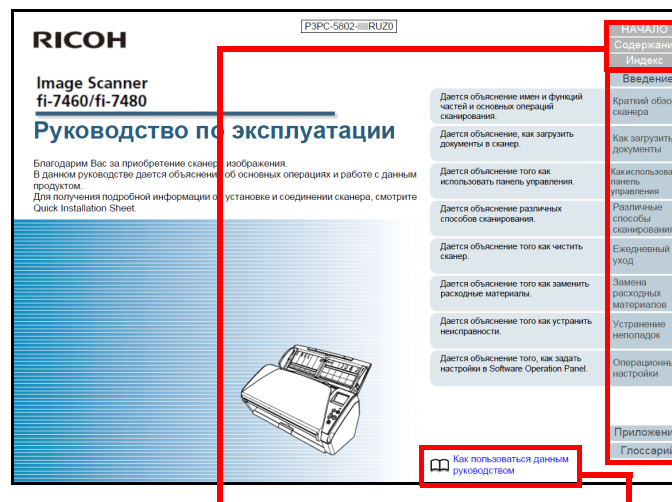 P3PC-5802-
RUZ0
RICOH
Image Scanner
fi-7460/fi-7480
Руководство по эксплуатации
Благодарим Вас за приобретение сканера изображения.
В данном руководстве дается объяснение об основных операциях и работе с данным
продуктом.
Для получения подробной информации о установке и соединении сканера, смотрите
Quick Installation Sheet.
Дается объяснение имен и функций
частей и основных операций
сканирования.
Дается объяснение, как загрузить
документы в сканер.
Дается объяснение того как
использовать панель управления.
Дается объяснение различных
способов сканирования.
Дается объяснение того как чистить
сканер.
Дается объяснение того как заменить
расходные материалы.
Дается объяснение того как устранить
неисправности.
Дается объяснение того, как задать
настройки в Software Operation Panel.
Как пользоваться данным
руководством
НАЧАЛО
Содержани
Индекс
Введение
Краткий обзо
сканера
Как загрузить
документы
Как использова
панель
управления
Различные
способы
сканирования
Ежедневный
уход
Замена
расходных
материалов
Устранение
неполадок
Операционны
настройки
Приложени
Глоссарий